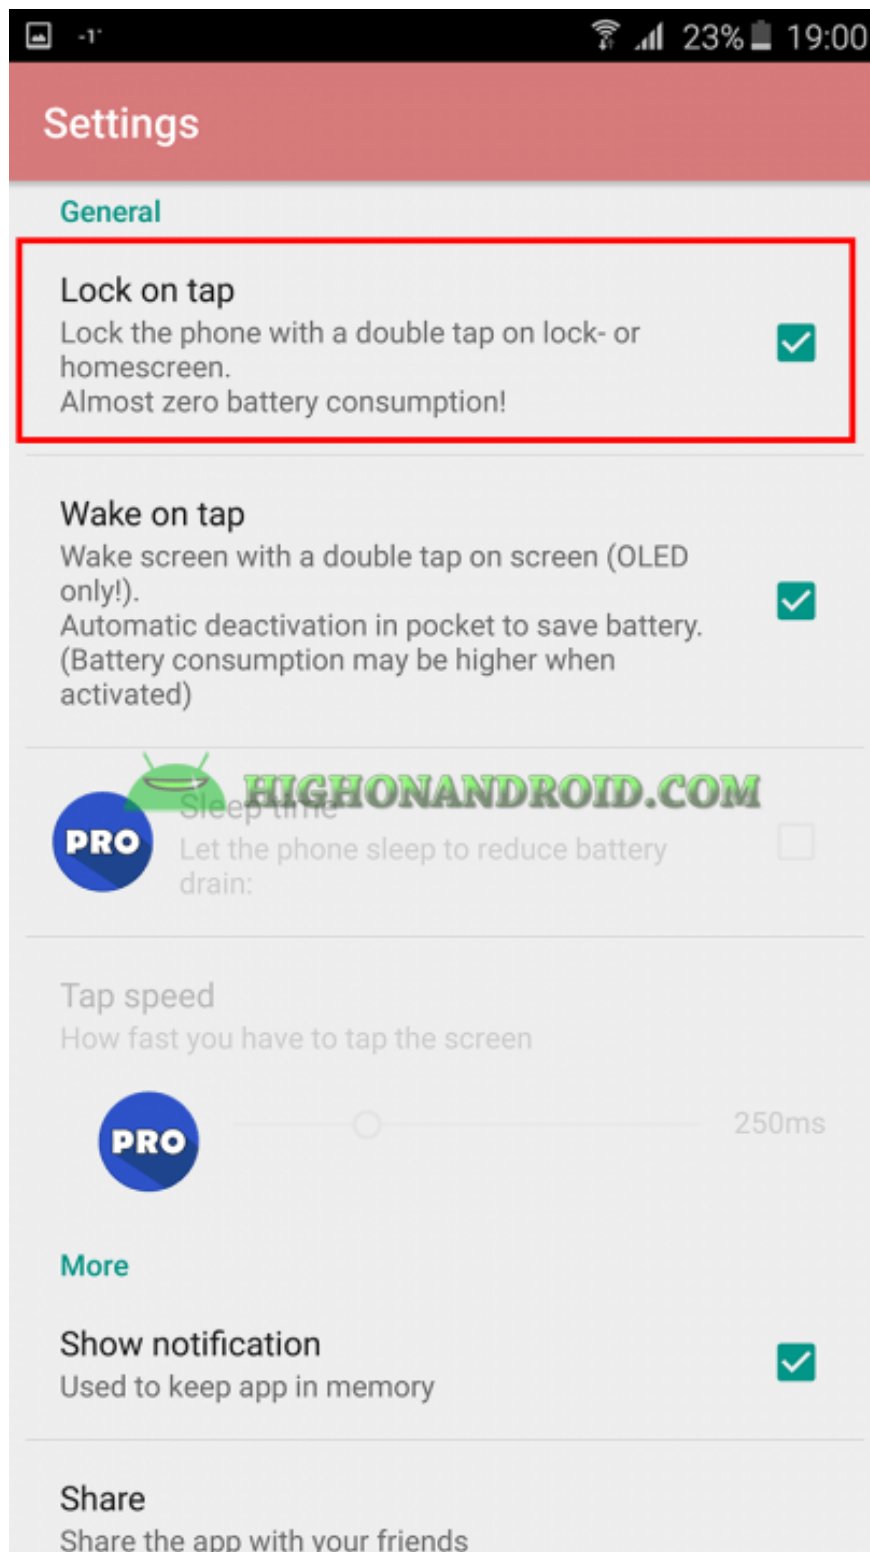 -1°
23% 19:00
Settings
General
Lock on tap
Lock the phone with a double tap on lock- or
homescreen.
Almost zero battery consumption!
Wake on tap
Wake screen with a double tap on screen (OLED
only!).
Automatic deactivation in pocket to save battery.
(Battery consumption may be higher when
activated)
HIGHONANDROID.COM
Sleep time
PRO
Let the phone sleep to reduce battery
drain:
Tap speed
How fast you have to tap the screen
PRO
250ms
More
Show notification
Used to keep app in memory
Share
Share the app with your friends